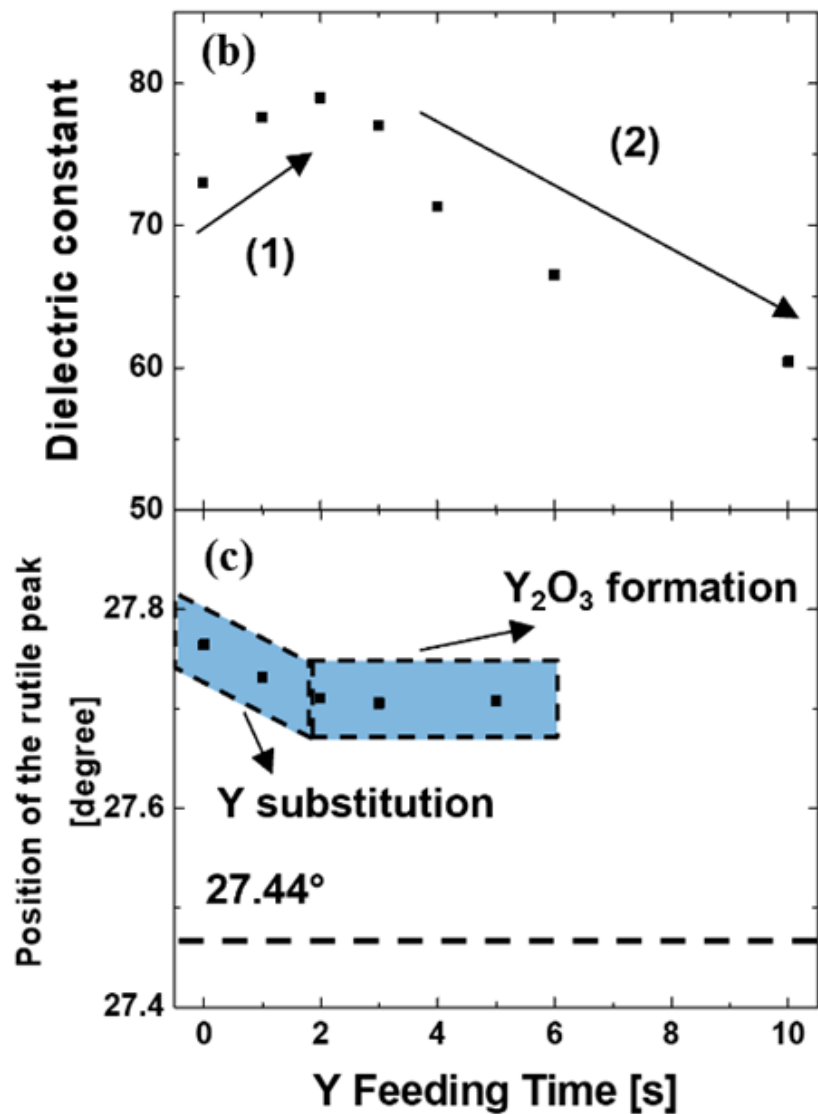 (b)
Dielectric constant
80
70
60
50
(1)
(2)
(c)
Position of the rutile peak
[degree]
27.8
27.6
27.4
Y₂O₃ formation
Y substitution
27.44°
0 2 4 6 8 10
Y Feeding Time [s]